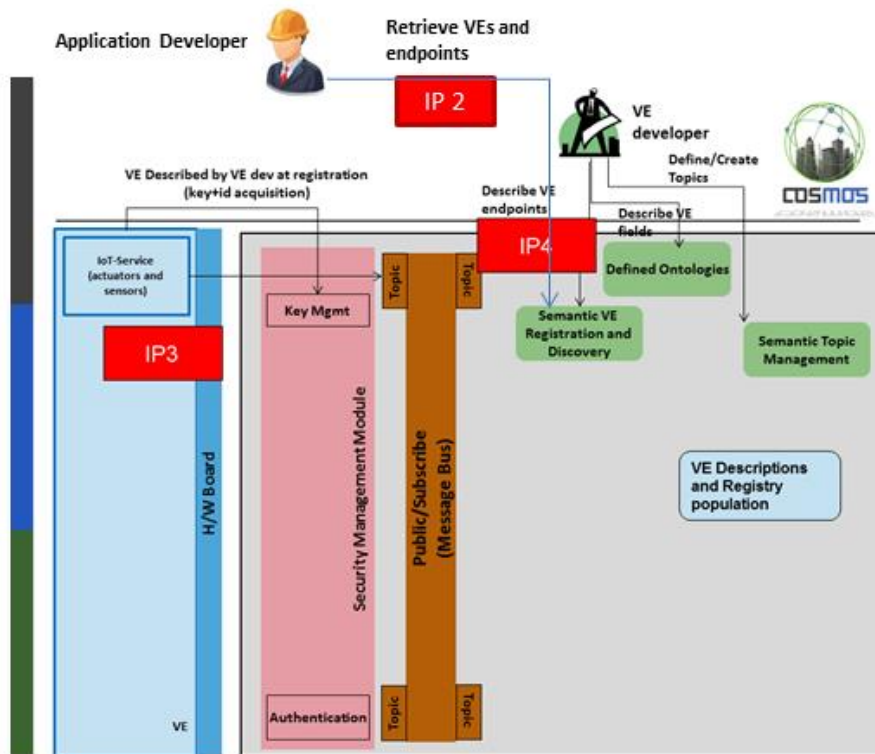 Application Developer
Retrieve VEs and
endpoints
IP 2
VE
developer
Define/Create
Topics
COSMOS
VE Described by VE dev at registration
(key+id acquisition)
Describe VE
endpoints
IP4
Describe VE
fields
IoT-Service
(actuators and
sensors)
Topic
Topic
Defined Ontologies
Key Mgmt
Semantic VE
Registration and
Discovery
Semantic Topic
Management
IP3
H/W Board
Security Management Module
Public/Subscribe
(Message Bus)
VE Descriptions
and Registry
population
Authentication
Topic
Topic
VE